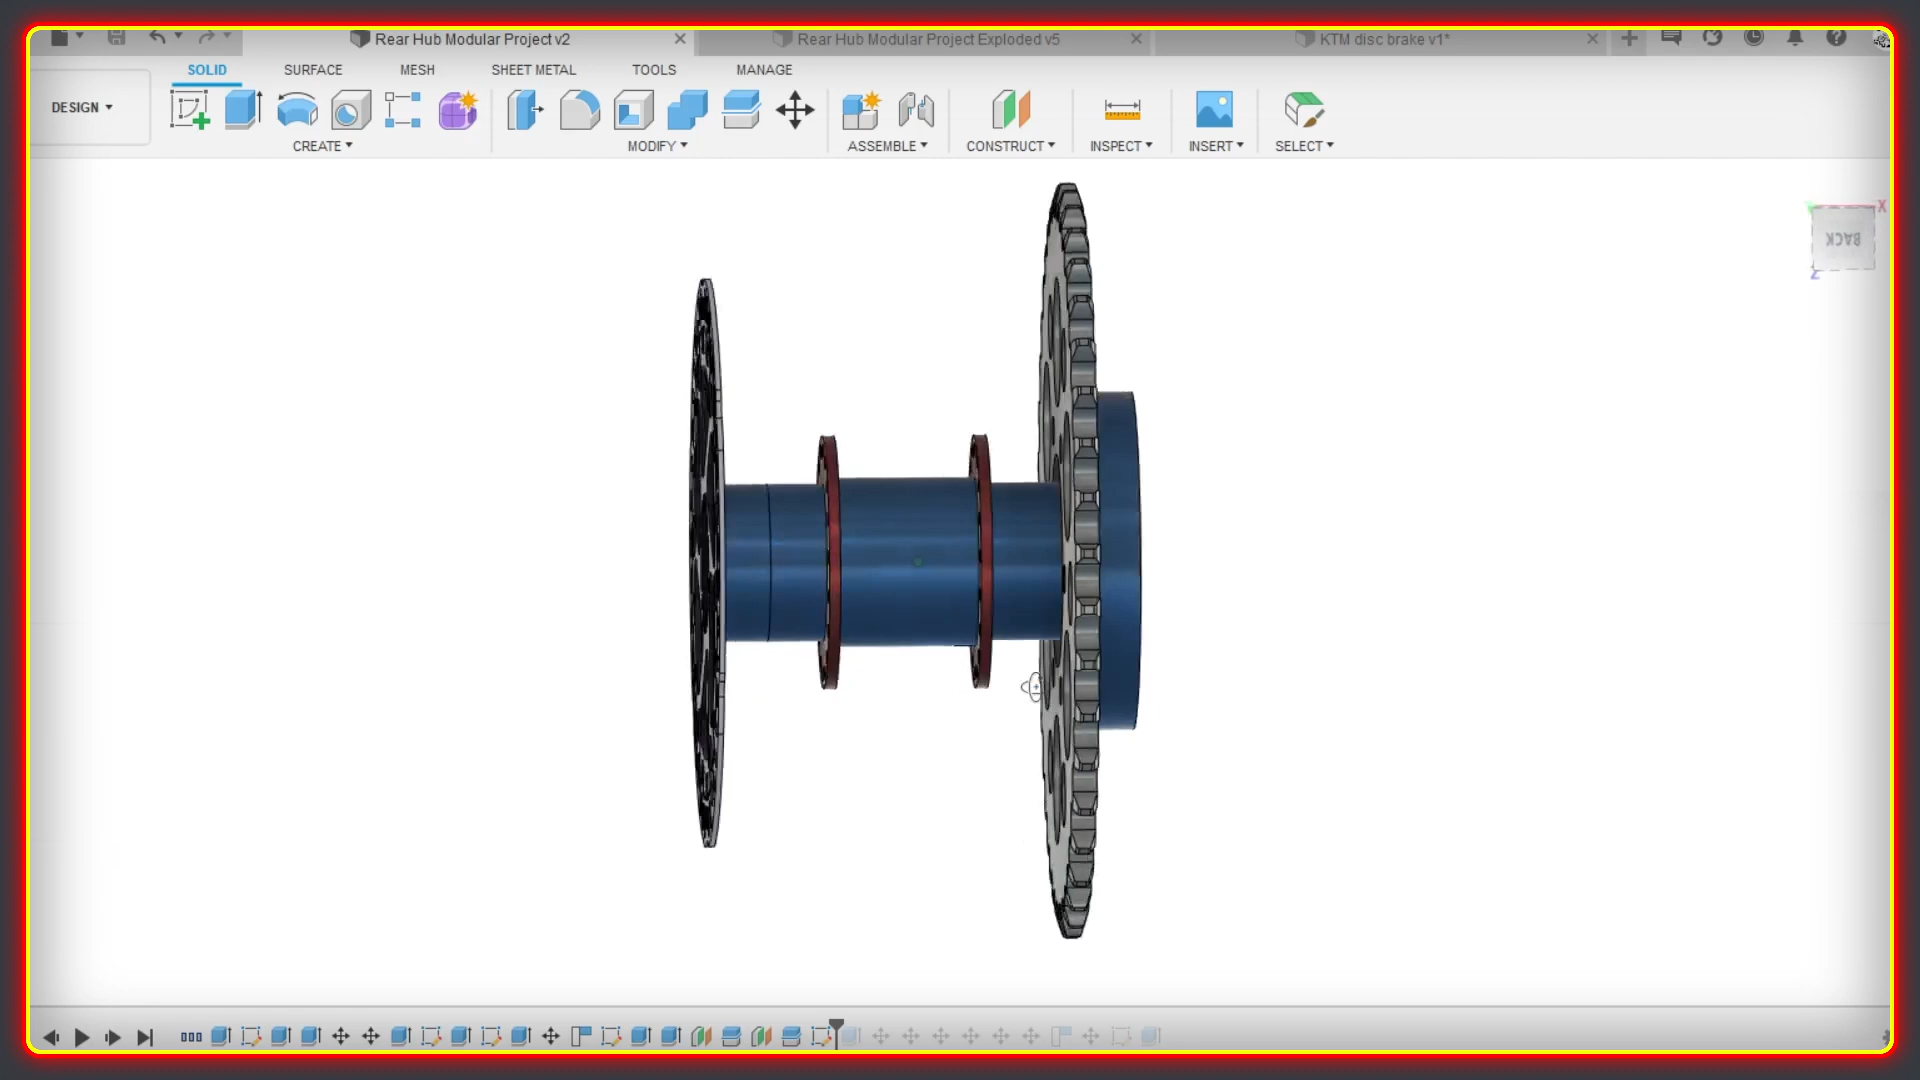 Rear Hub Modular Project v2
Rear Hub Modular Project Exploded v5
KTM disc brake v1*
SOLID
SURFACE
MESH
SHEET METAL
TOOLS
MANAGE
DESIGN
CREATE
MODIFY
ASSEMBLE
CONSTRUCT
INSPECT
INSERT
SELECT
X
BACK
Z